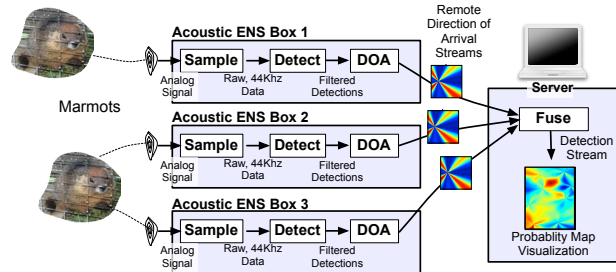 Remote
Direction of
Arrival
Streams
Acoustic ENS Box 1
Sample
Detect
DOA
Analog
Signal
Raw, 44Khz
Data
Filtered
Detections
Marmots
Acoustic ENS Box 2
Sample
Detect
DOA
Analog
Signal
Raw, 44Khz
Data
Filtered
Detections
Acoustic ENS Box 3
Sample
Detect
DOA
Analog
Signal
Raw, 44Khz
Data
Filtered
Detections
Server
Fuse
Detection
Stream
Probablity Map
Visualization